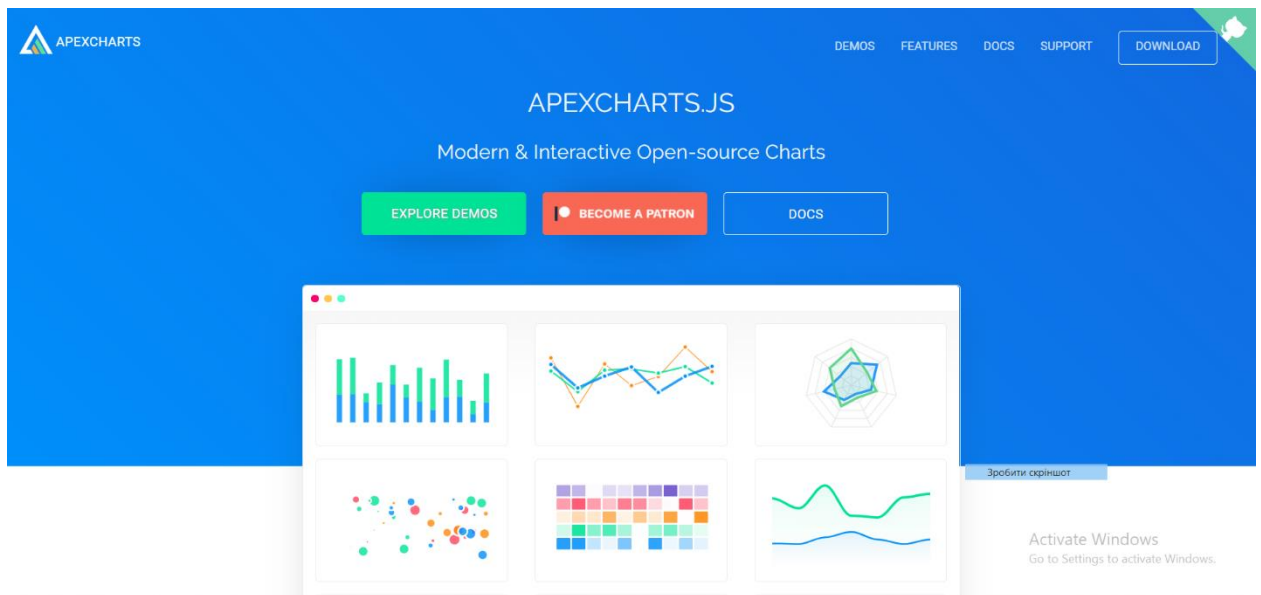 APEXCHARTS
DEMOS FEATURES DOCS SUPPORT DOWNLOAD
APEXCHARTS.JS
Modern & Interactive Open-source Charts
EXPLORE DEMOS BECOME A PATRON DOCS
Зробити скріншот
Activate Windows
Go to Settings to activate Windows.